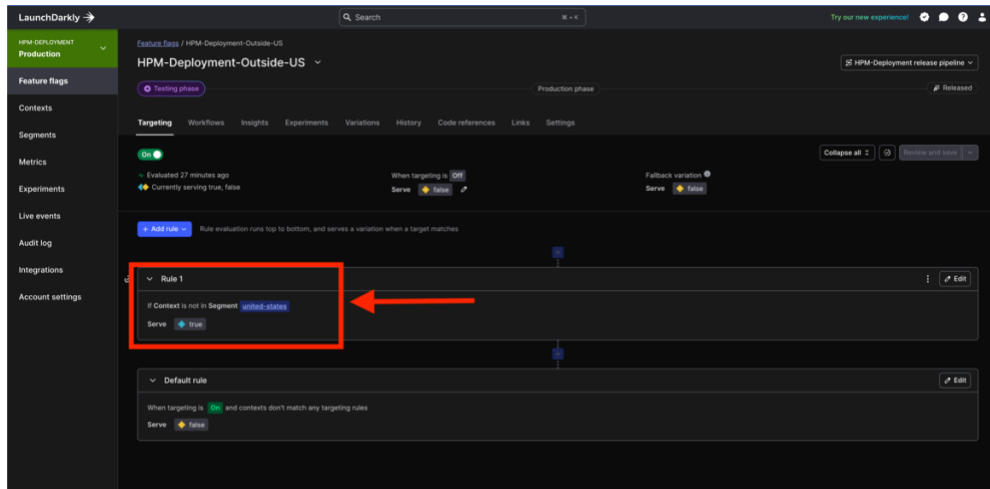 LaunchDarkly
Search
⌘ + K
Try our new experience!
HPM-DEPLOYMENT
Production
Feature flags
Contexts
Segments
Metrics
Experiments
Live events
Audit log
Integrations
Account settings
Feature flags / HPM-Deployment-Outside-US
HPM-Deployment-Outside-US
HPM-Deployment release pipeline
Testing phase
Production phase
Released
Targeting Workflows Insights Experiments Variations History Code references Links Settings
On
Collapse all
Review and save
Evaluated 27 minutes ago
Currently serving true, false
When targeting is Off
Serve false
Fallback variation
Serve false
+ Add rule
Rule evaluation runs top to bottom, and serves a variation when a target matches
Rule 1
Edit
If Context is not in Segment united-states
Serve true
Default rule
Edit
When targeting is On and contexts don't match any targeting rules
Serve false